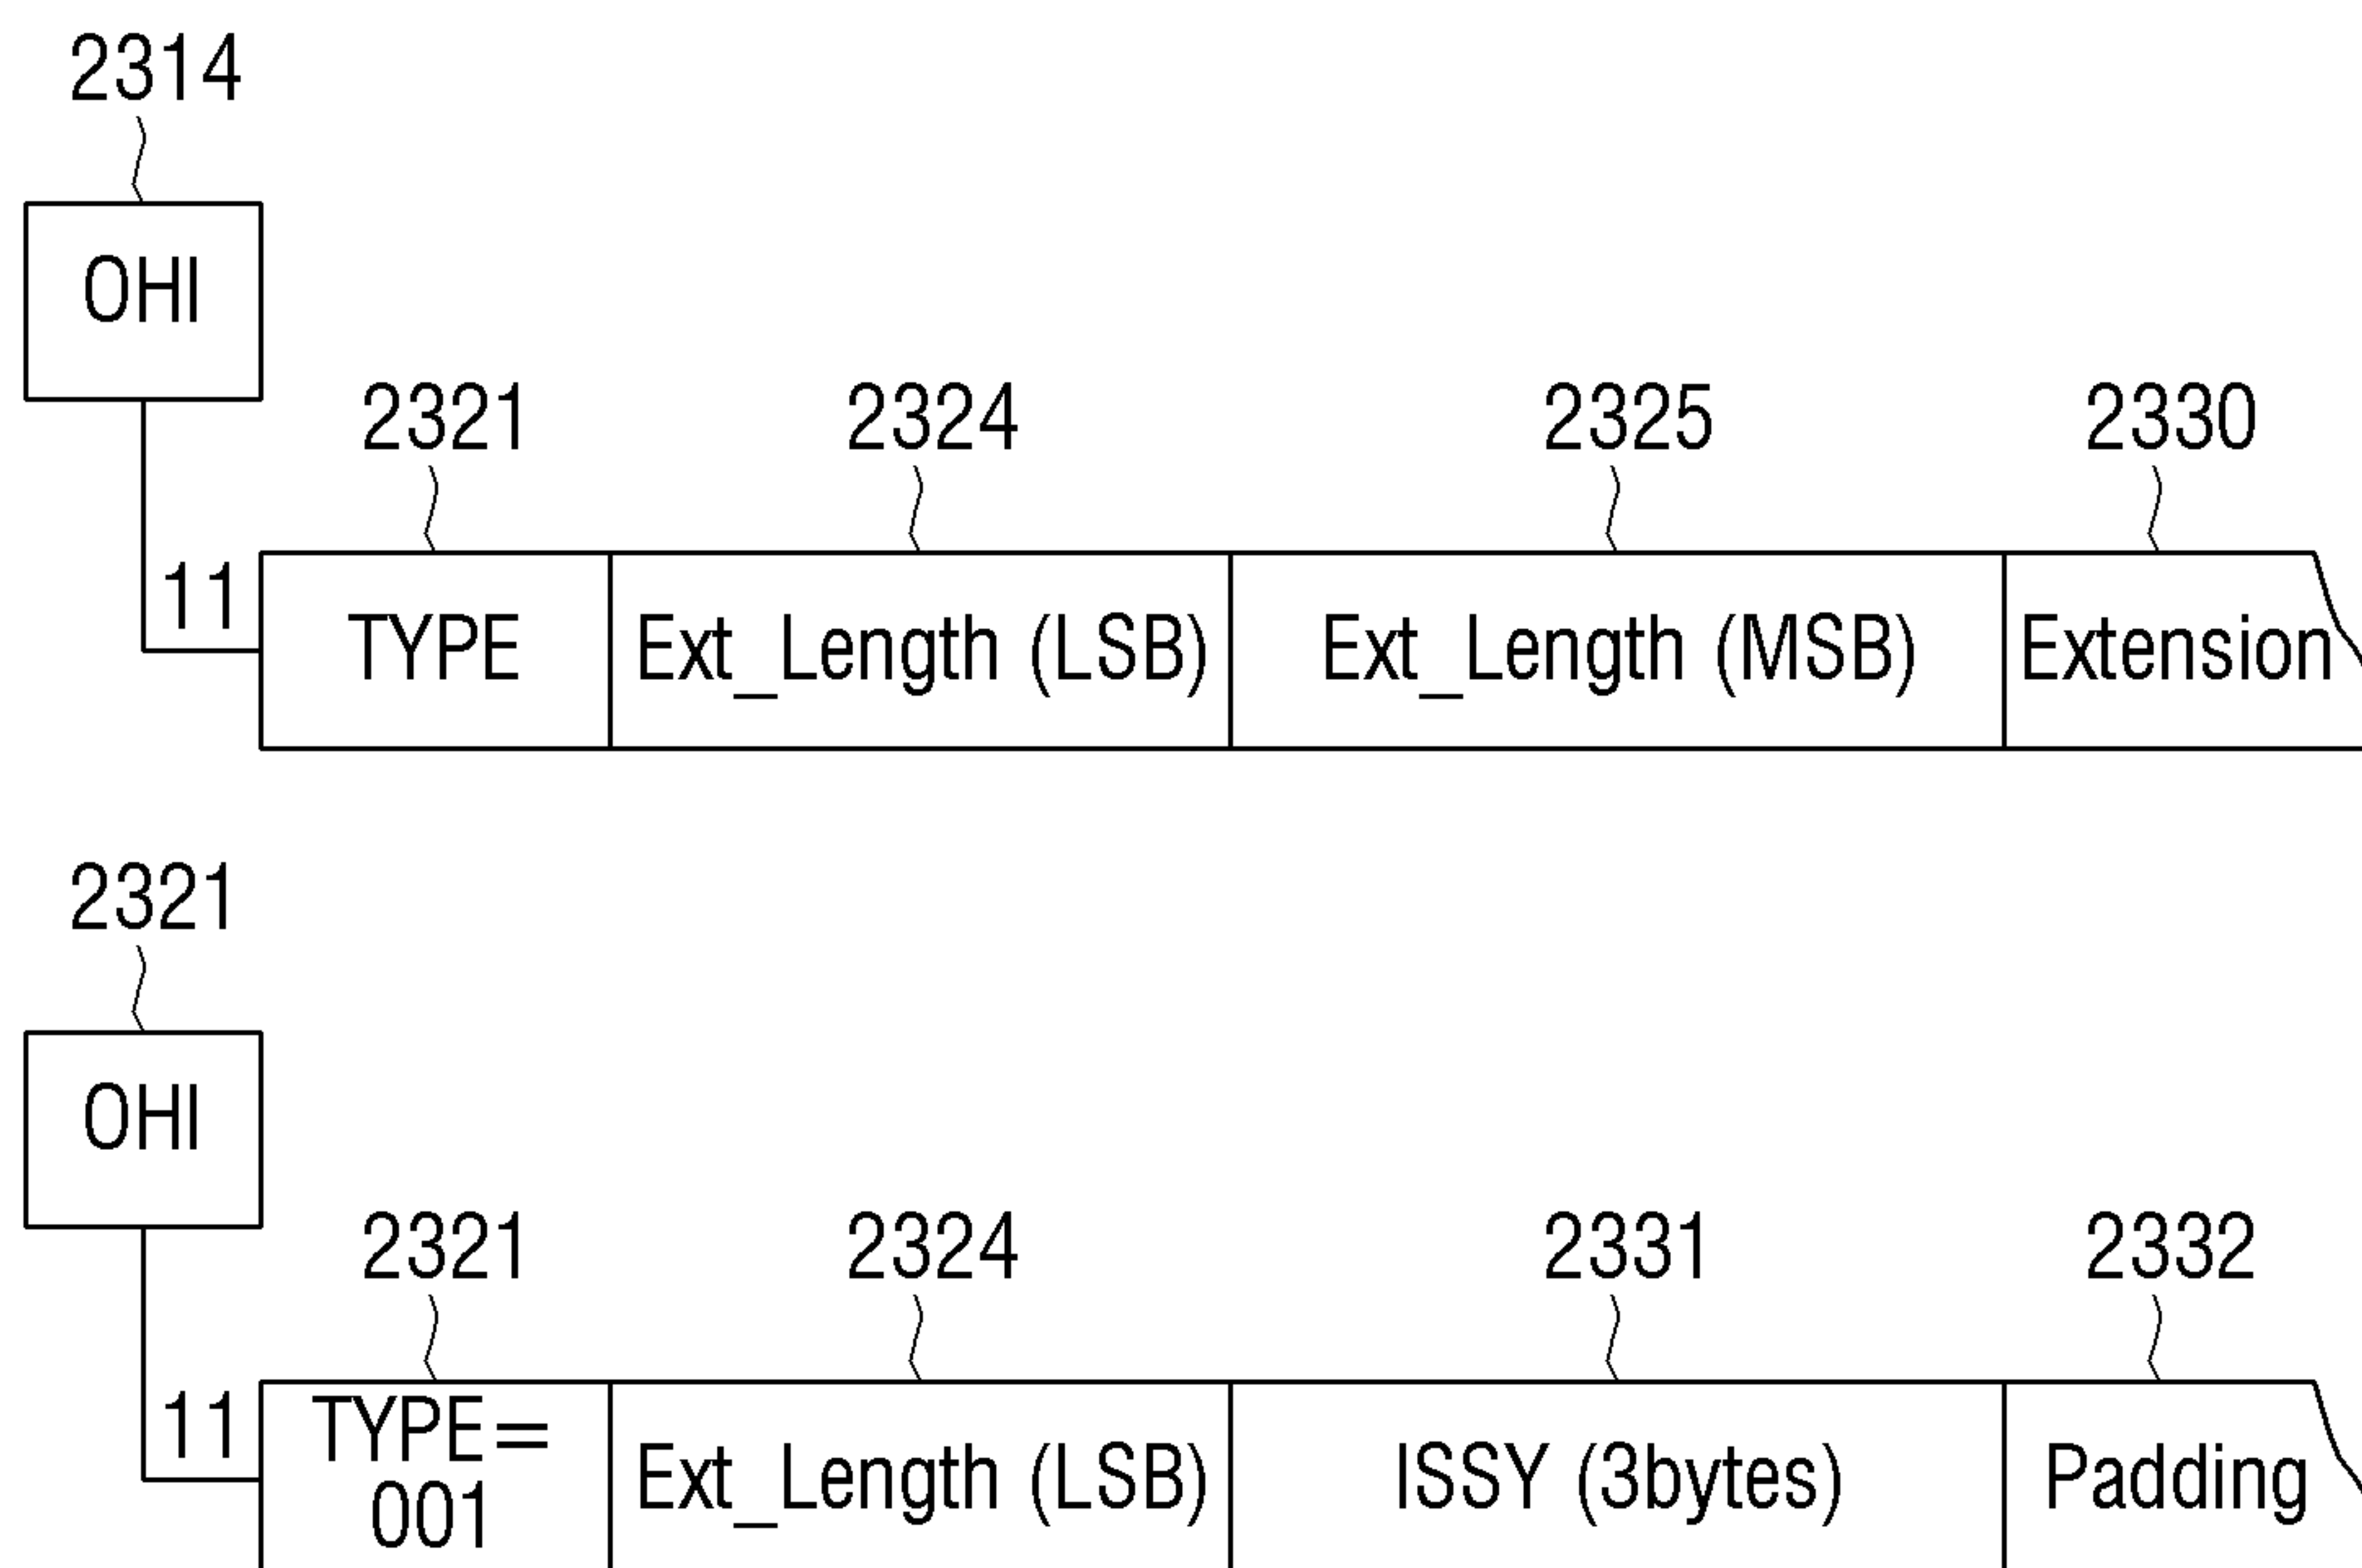 2314
OHI
2321 2324 2325 2330
11 TYPE Ext_Length (LSB) Ext_Length (MSB) Extension
2321
OHI
2321 2324 2331 2332
11 TYPE=
001 Ext_Length (LSB) ISSY (3bytes) Padding